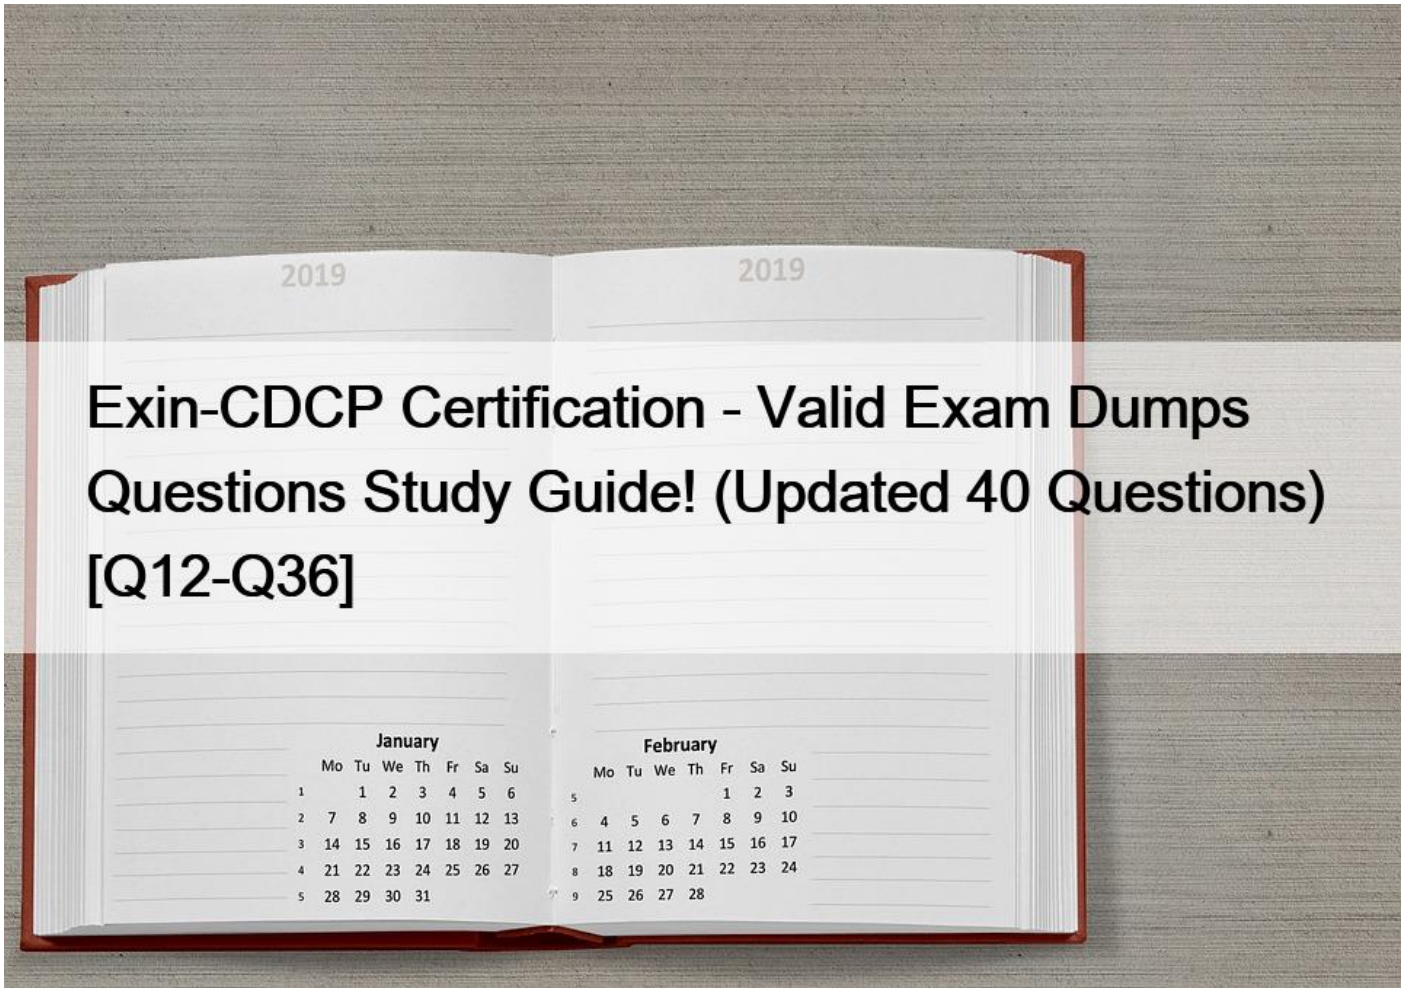 2019
2019
Exin-CDCP Certification - Valid Exam Dumps
Questions Study Guide! (Updated 40 Questions)
[Q12-Q36]
January
Mo Tu We Th Fr Sa Su
1 1 2 3 4 5 6
2 7 8 9 10 11 12 13
3 14 15 16 17 18 19 20
4 21 22 23 24 25 26 27
5 28 29 30 31
February
Mo Tu We Th Fr Sa Su
5 1 2 3
6 4 5 6 7 8 9 10
7 11 12 13 14 15 16 17
8 18 19 20 21 22 23 24
9 25 26 27 28